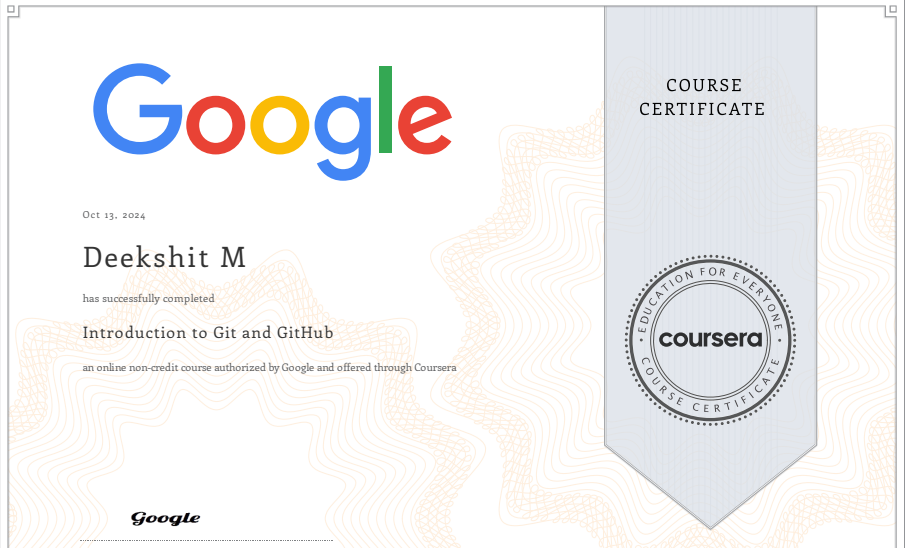 Google
COURSE
CERTIFICATE
Oct 13, 2024
Deekshit M
has successfully completed
Introduction to Git and GitHub
an online non-credit course authorized by Google and offered through Coursera
EDUCATION FOR EVERYONE
coursera
COURSE CERTIFICATE
Google